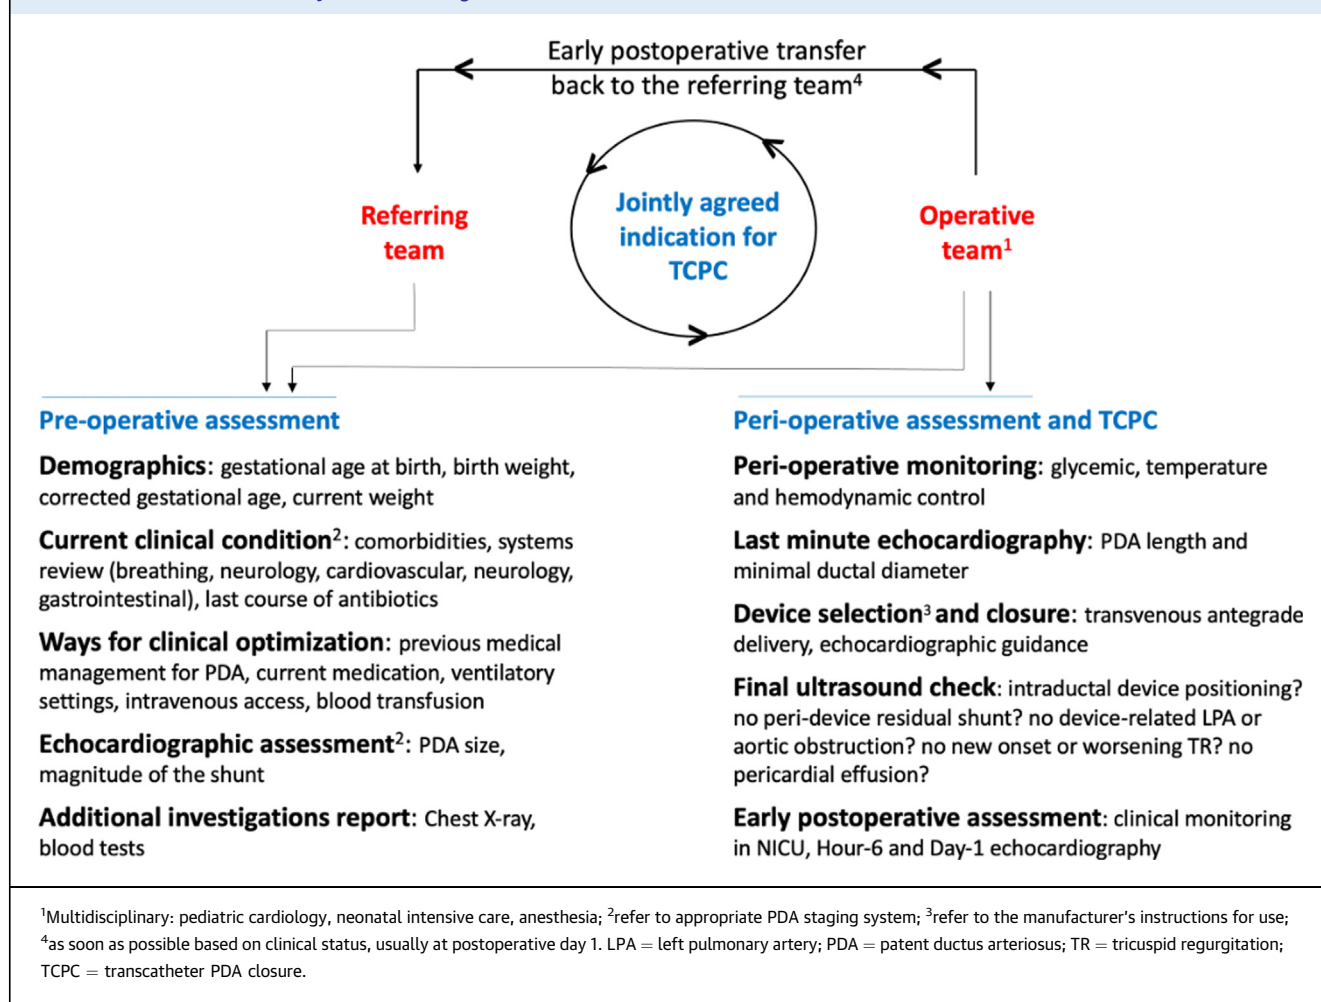 Early postoperative transfer
back to the referring team⁴
Referring
team
Jointly agreed
indication for
TCPC
Operative
team¹
Pre-operative assessment
Demographics: gestational age at birth, birth weight,
corrected gestational age, current weight
Current clinical condition²: comorbidities, systems
review (breathing, neurology, cardiovascular, neurology,
gastrointestinal), last course of antibiotics
Ways for clinical optimization: previous medical
management for PDA, current medication, ventilatory
settings, intravenous access, blood transfusion
Echocardiographic assessment²: PDA size,
magnitude of the shunt
Additional investigations report: Chest X-ray,
blood tests
Peri-operative assessment and TCPC
Peri-operative monitoring: glycemic, temperature
and hemodynamic control
Last minute echocardiography: PDA length and
minimal ductal diameter
Device selection³ and closure: transvenous antegrade
delivery, echocardiographic guidance
Final ultrasound check: intraductal device positioning?
no peri-device residual shunt? no device-related LPA or
aortic obstruction? no new onset or worsening TR? no
pericardial effusion?
Early postoperative assessment: clinical monitoring
in NICU, Hour-6 and Day-1 echocardiography
¹Multidisciplinary: pediatric cardiology, neonatal intensive care, anesthesia; ²refer to appropriate PDA staging system; ³refer to the manufacturer's instructions for use;
⁴as soon as possible based on clinical status, usually at postoperative day 1. LPA = left pulmonary artery; PDA = patent ductus arteriosus; TR = tricuspid regurgitation;
TCPC = transcatheter PDA closure.